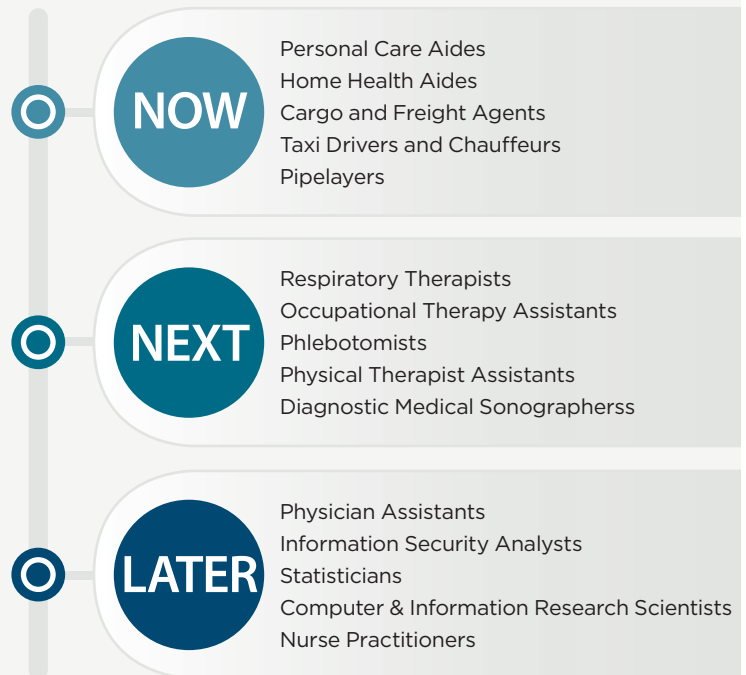 NOW
Personal Care Aides
Home Health Aides
Cargo and Freight Agents
Taxi Drivers and Chauffeurs
Pipelayers
NEXT
Respiratory Therapists
Occupational Therapy Assistants
Phlebotomists
Physical Therapist Assistants
Diagnostic Medical Sonographerss
LATER
Physician Assistants
Information Security Analysts
Statisticians
Computer & Information Research Scientists
Nurse Practitioners